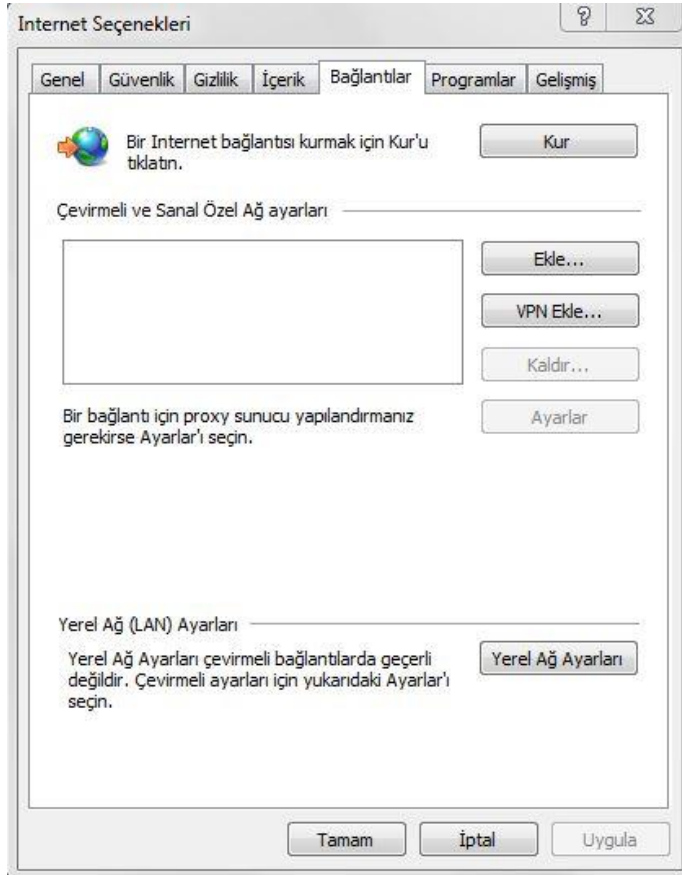 Internet Seçenekleri
Genel
Güvenlik
Gizlilik
İçerik
Bağlantılar
Programlar
Gelişmiş
Bir Internet bağlantısı kurmak için Kur'u
tıklatın.
Kur
Çevirmeli ve Sanal Özel Ağ ayarları
Ekle...
VPN Ekle...
Kaldır...
Bir bağlantı için proxy sunucu yapılandırmanız
gerekirse Ayarlar'ı seçin.
Ayarlar
Yerel Ağ (LAN) Ayarları
Yerel Ağ Ayarları çevirmeli bağlantılarda geçerli
değildir. Çevirmeli ayarları için yukarıdaki Ayarlar'ı
seçin.
Yerel Ağ Ayarları
Tamam
İptal
Uygula